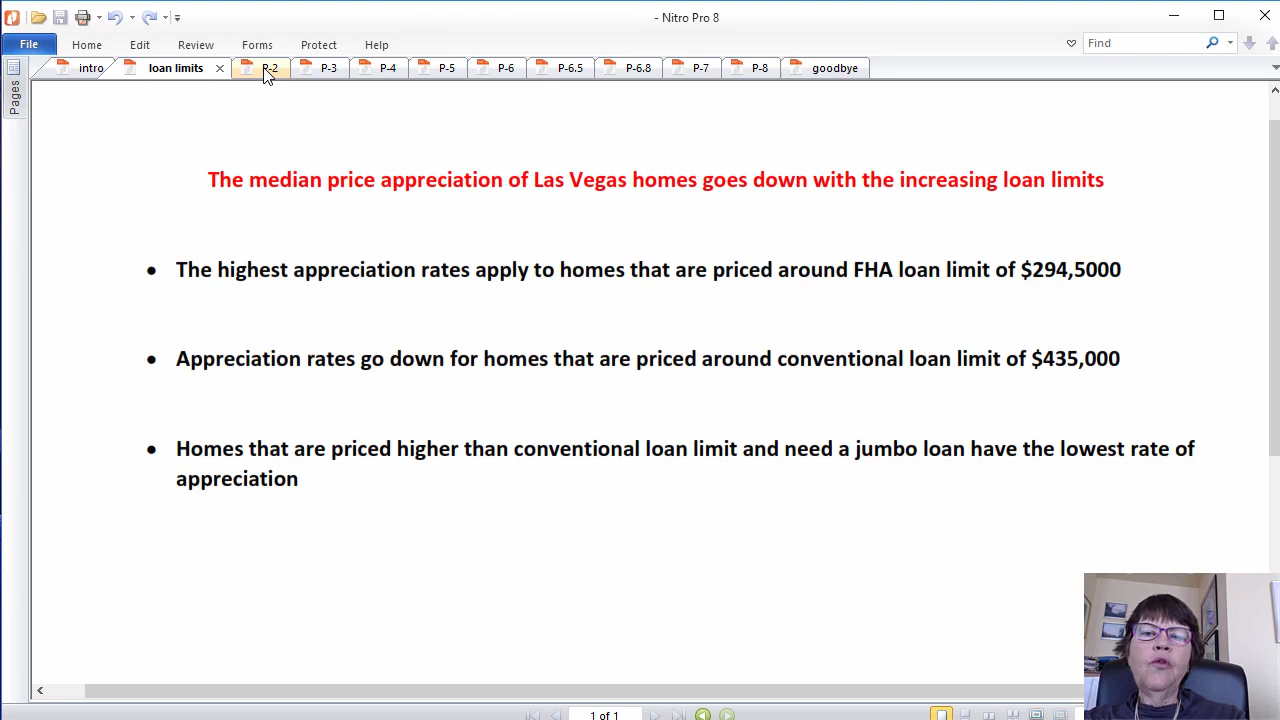 - Nitro Pro 8
File Home Edit Review Forms Protect Help Find
intro loan limits P-2 P-3 P-4 P-5 P-6 P-6.5 P-6.8 P-7 P-8 goodbye
Pages
The median price appreciation of Las Vegas homes goes down with the increasing loan limits
• The highest appreciation rates apply to homes that are priced around FHA loan limit of $294,5000
• Appreciation rates go down for homes that are priced around conventional loan limit of $435,000
• Homes that are priced higher than conventional loan limit and need a jumbo loan have the lowest rate of
appreciation
1 of 1